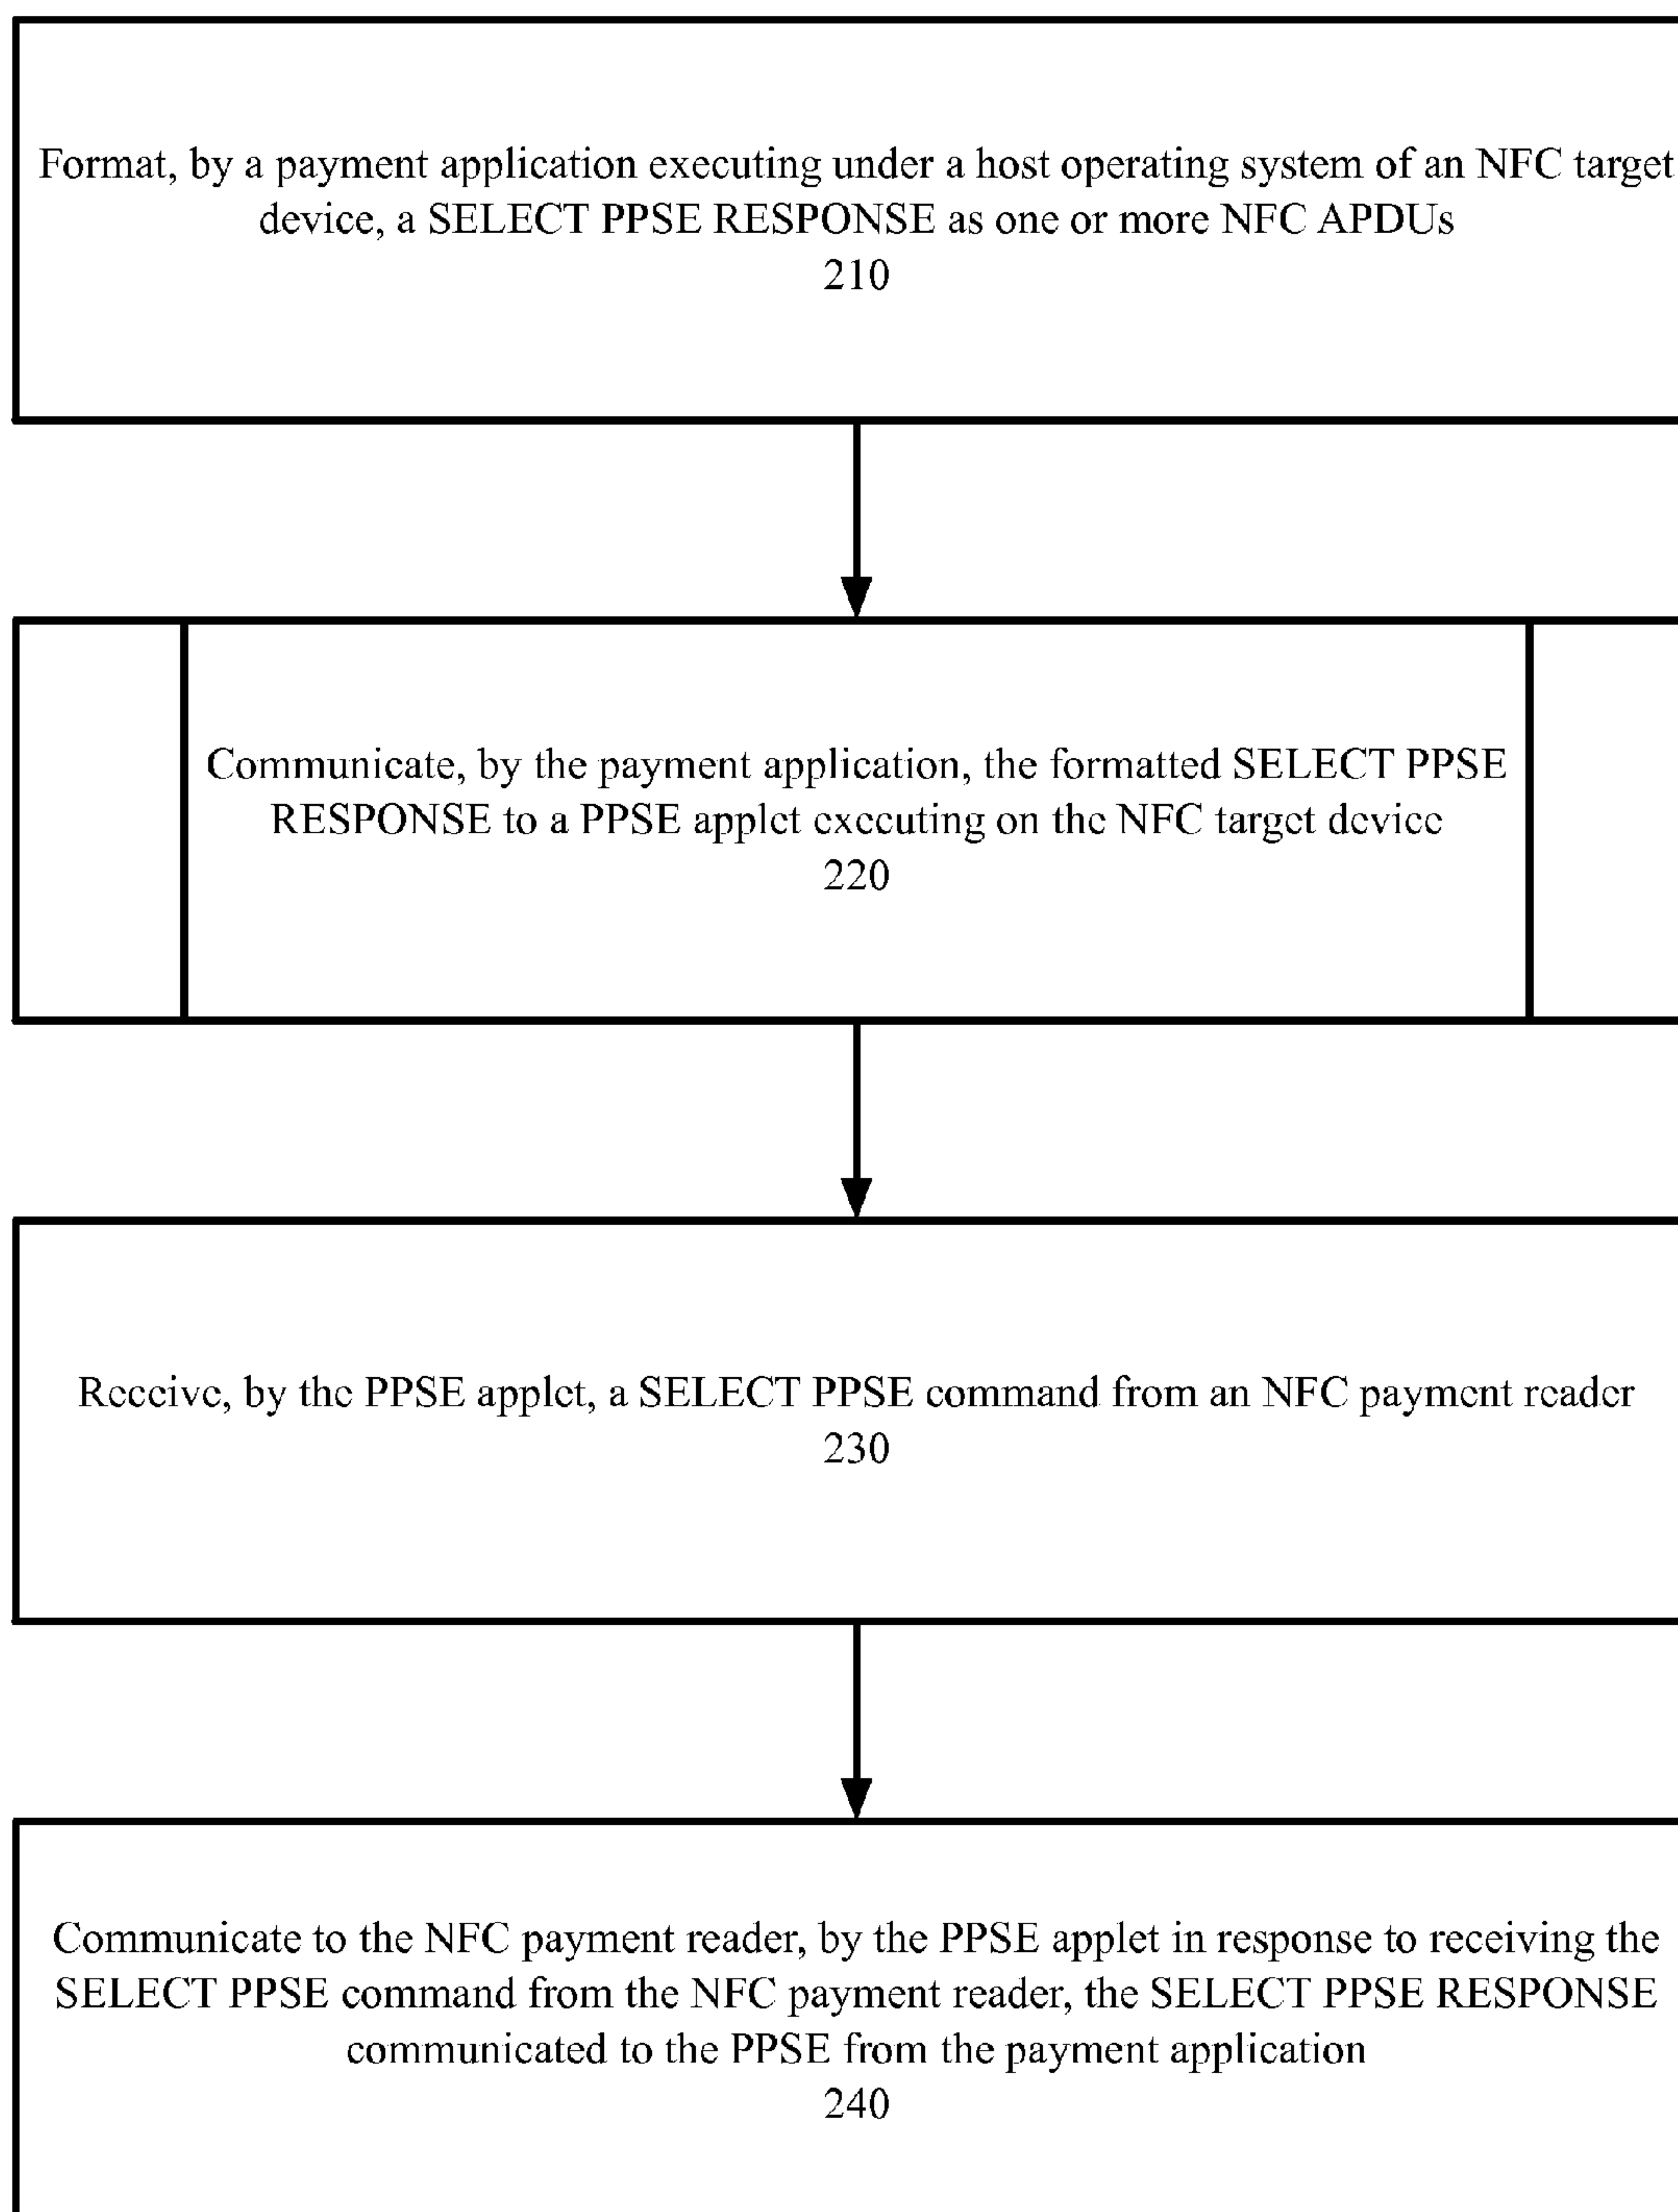 Format, by a payment application executing under a host operating system of an NFC target
device, a SELECT PPSE RESPONSE as one or more NFC APDUs
210
Communicate, by the payment application, the formatted SELECT PPSE
RESPONSE to a PPSE applet executing on the NFC target device
220
Receive, by the PPSE applet, a SELECT PPSE command from an NFC payment reader
230
Communicate to the NFC payment reader, by the PPSE applet in response to receiving the
SELECT PPSE command from the NFC payment reader, the SELECT PPSE RESPONSE
communicated to the PPSE from the payment application
240